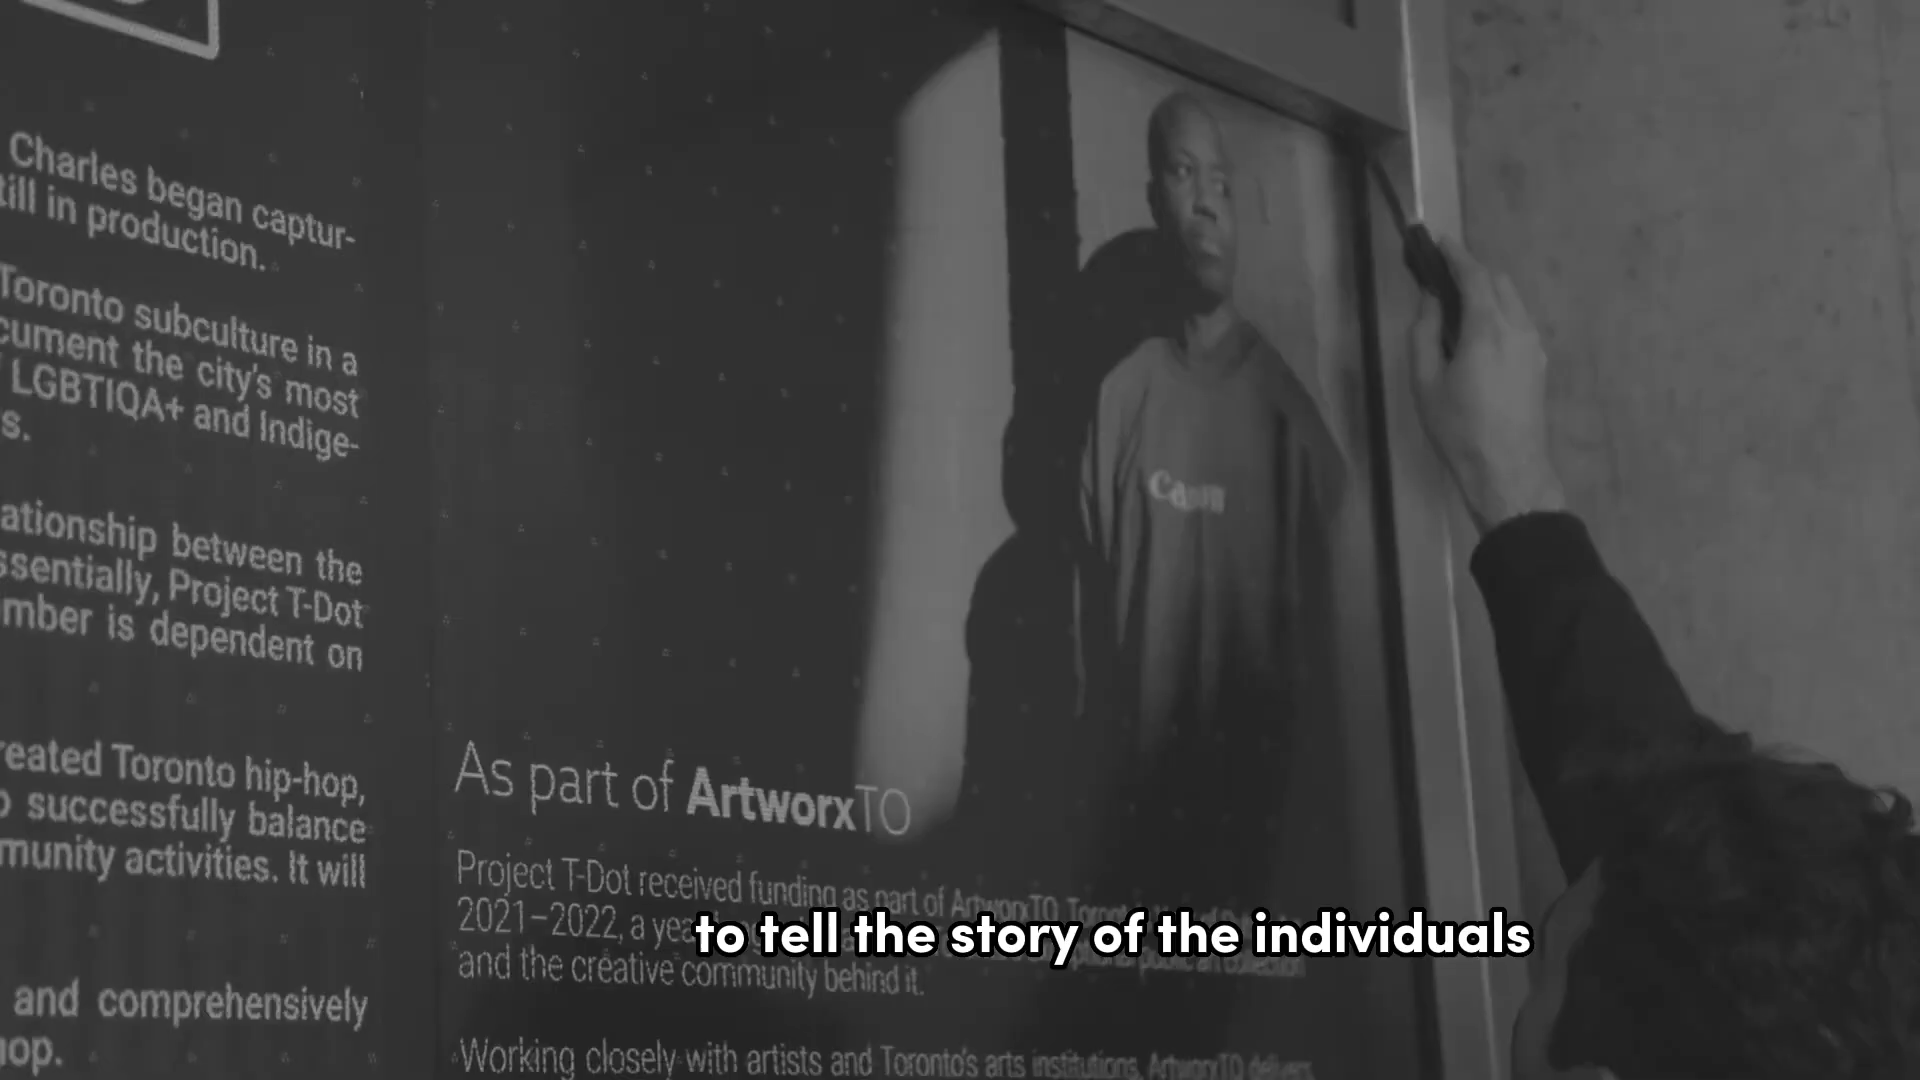 Charles began captur-
till in production.
Toronto subculture in a
cument the city's most
LGBTIQA+ and Indige-
s.
ationship between the
ssentially, Project T-Dot
mber is dependent on
reated Toronto hip-hop,
o successfully balance
munity activities. It will
and comprehensively
hop.
Canon
As part of ArtworxTO
Project T-Dot received funding as part of ArtworxTO
2021–2022, a
and the creative community behind it.
Working closely with artists and Toronto's arts institutions, ArtworxTO delivers
to tell the story of the individuals